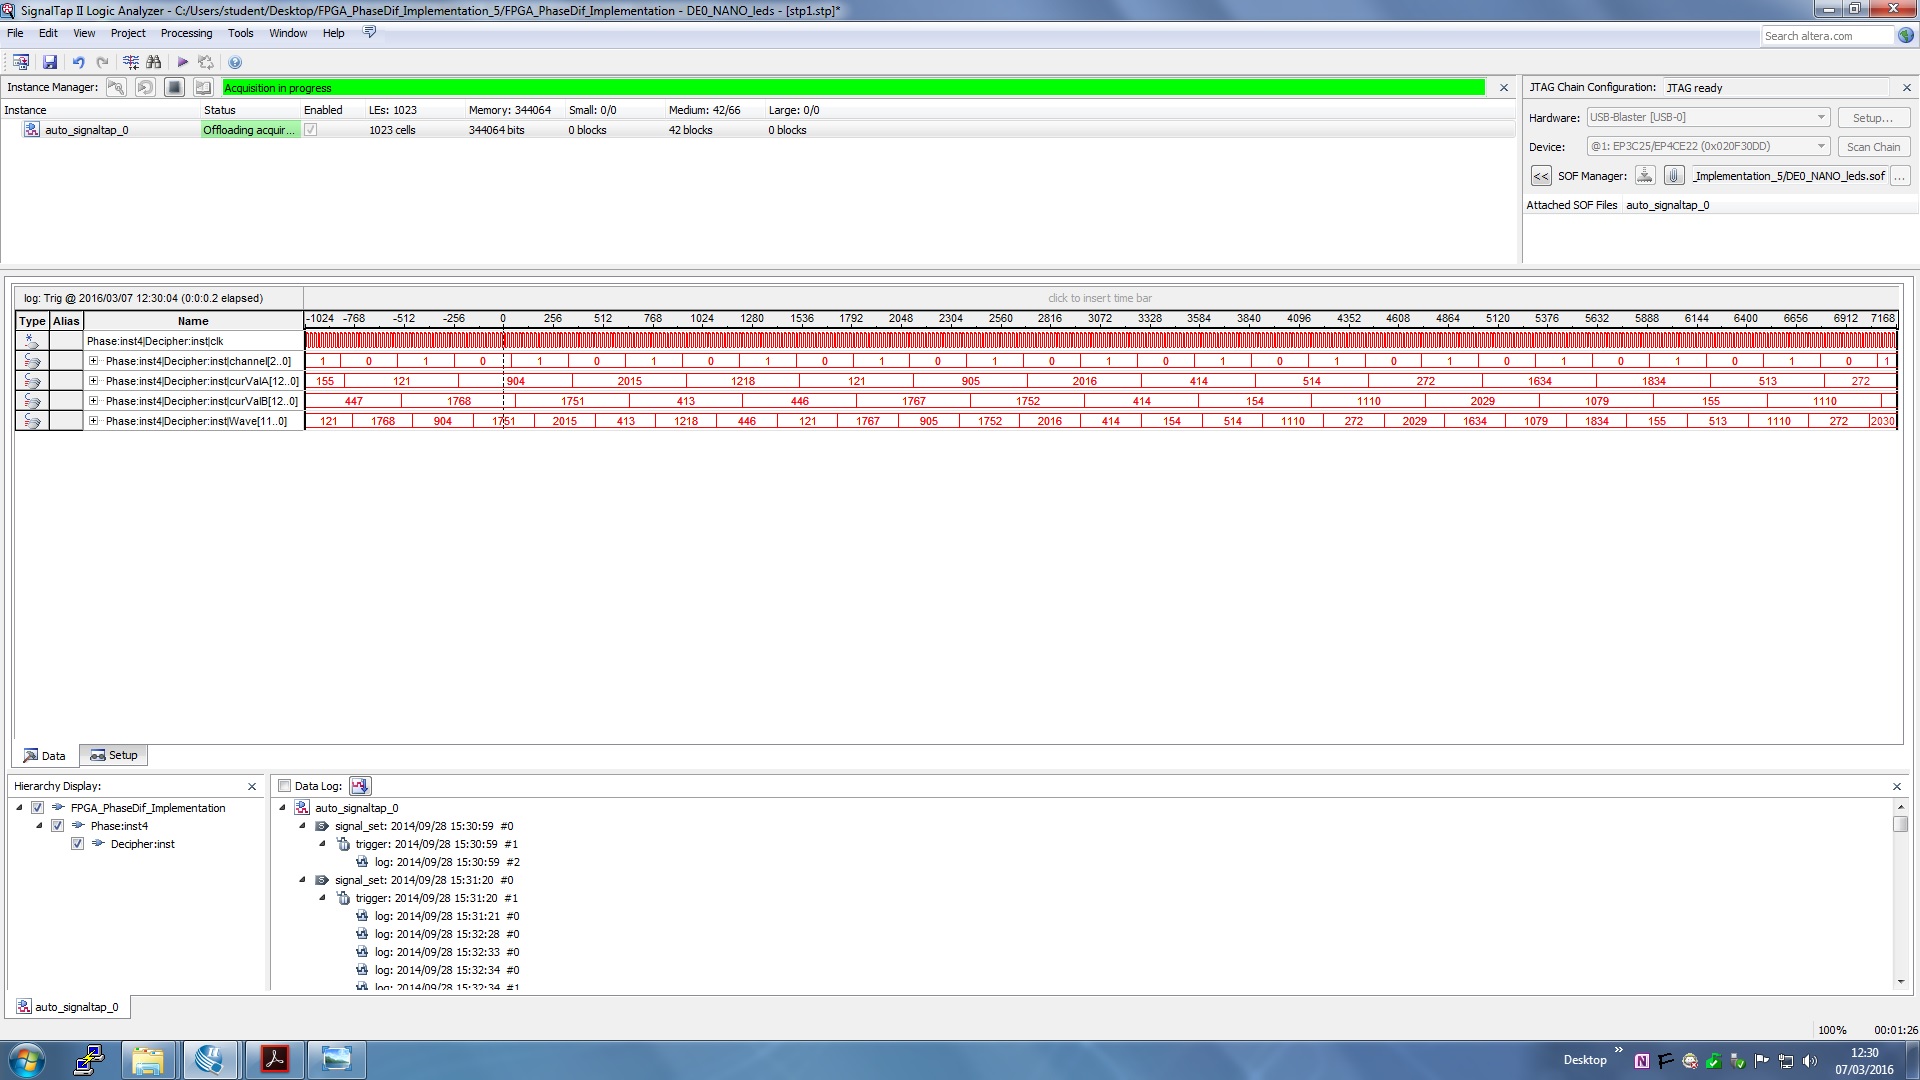 SignalTap II Logic Analyzer - C:/Users/student/Desktop/FPGA_PhaseDif_Implementation_5/FPGA_PhaseDif_Implementation - DE0_NANO_leds - [stp1.stp]*
File Edit View Project Processing Tools Window Help
Search altera.com
Instance Manager: Acquisition in progress
Instance Status Enabled LEs: 1023 Memory: 344064 Small: 0/0 Medium: 42/66 Large: 0/0
auto_signaltap_0 Offloading acquir... 1023 cells 344064 bits 0 blocks 42 blocks 0 blocks
JTAG Chain Configuration: JTAG ready
Hardware: USB-Blaster [USB-0] Setup...
Device: @1: EP3C25/EP4CE22 (0x020F30DD) Scan Chain
<< SOF Manager: _Implementation_5/DE0_NANO_leds.sof ...
Attached SOF Files auto_signaltap_0
log: Trig @ 2016/03/07 12:30:04 (0:0:0.2 elapsed) click to insert time bar
Type Alias Name -1024 -768 -512 -256 0 256 512 768 1024 1280 1536 1792 2048 2304 2560 2816 3072 3328 3584 3840 4096 4352 4608 4864 5120 5376 5632 5888 6144 6400 6656 6912 7168
Phase:inst4|Decipher:inst|clk
Phase:inst4|Decipher:inst|channel[2..0] 1 0 1 0 1 0 1 0 1 0 1 0 1 0 1 0 1 0 1 0 1 0 1 0 1 0 1 0 1
Phase:inst4|Decipher:inst|curValA[12..0] 155 121 904 2015 1218 121 905 2016 414 514 272 1634 1834 513 272
Phase:inst4|Decipher:inst|curValB[12..0] 447 1768 1751 413 446 1767 1752 414 154 1110 2029 1079 155 1110
Phase:inst4|Decipher:inst|Wave[11..0] 121 1768 904 1751 2015 413 1218 446 121 1767 905 1752 2016 414 154 514 1110 272 2029 1634 1079 1834 155 513 1110 272 2030
Data Setup
Hierarchy Display:
FPGA_PhaseDif_Implementation
Phase:inst4
Decipher:inst
Data Log:
auto_signaltap_0
signal_set: 2014/09/28 15:30:59 #0
trigger: 2014/09/28 15:30:59 #1
log: 2014/09/28 15:30:59 #2
signal_set: 2014/09/28 15:31:20 #0
trigger: 2014/09/28 15:31:20 #1
log: 2014/09/28 15:31:21 #0
log: 2014/09/28 15:32:28 #0
log: 2014/09/28 15:32:33 #0
log: 2014/09/28 15:32:34 #0
log: 2014/09/28 15:32:34 #1
auto_signaltap_0
100% 00:01:26
Desktop » 12:30
07/03/2016